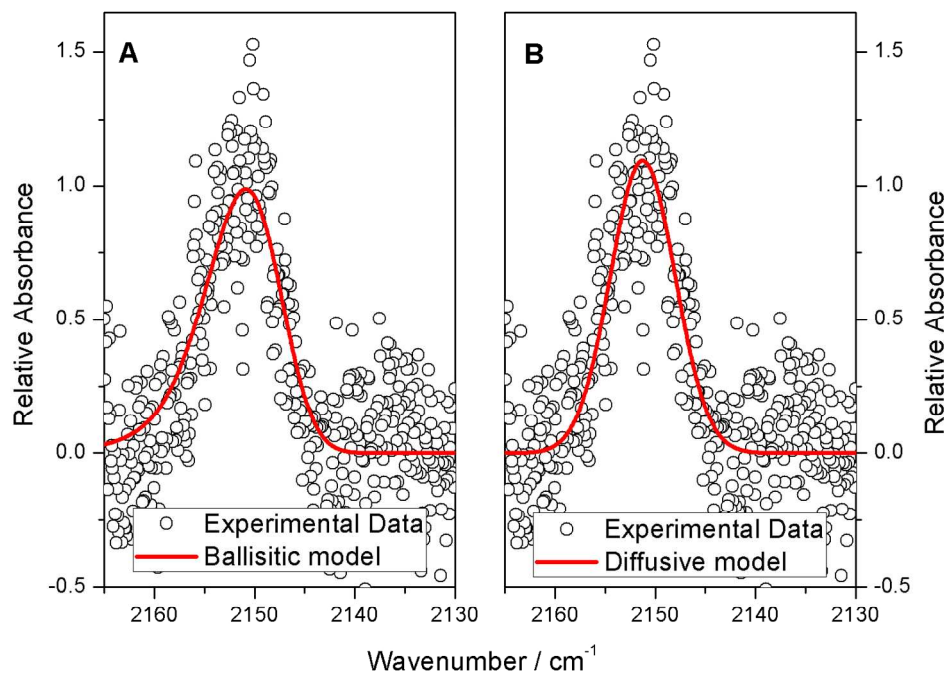 A
B
1.5
1.0
0.5
0.0
-0.5
1.5
1.0
0.5
0.0
-0.5
Relative Absorbance
Relative Absorbance
Experimental Data
Ballisitic model
Experimental Data
Diffusive model
2160 2150 2140 2130
2160 2150 2140 2130
Wavenumber / cm⁻¹